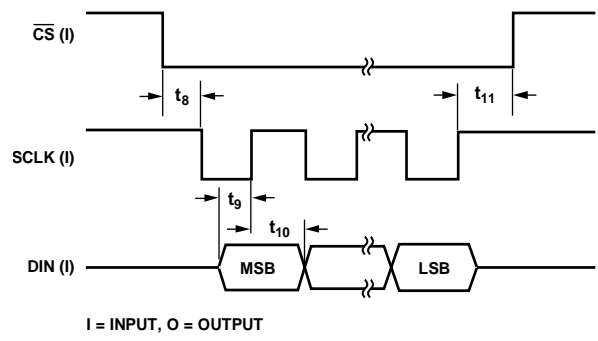 CS (I)
t8
t11
SCLK (I)
t9
t10
DIN (I)
MSB
LSB
I = INPUT, O = OUTPUT